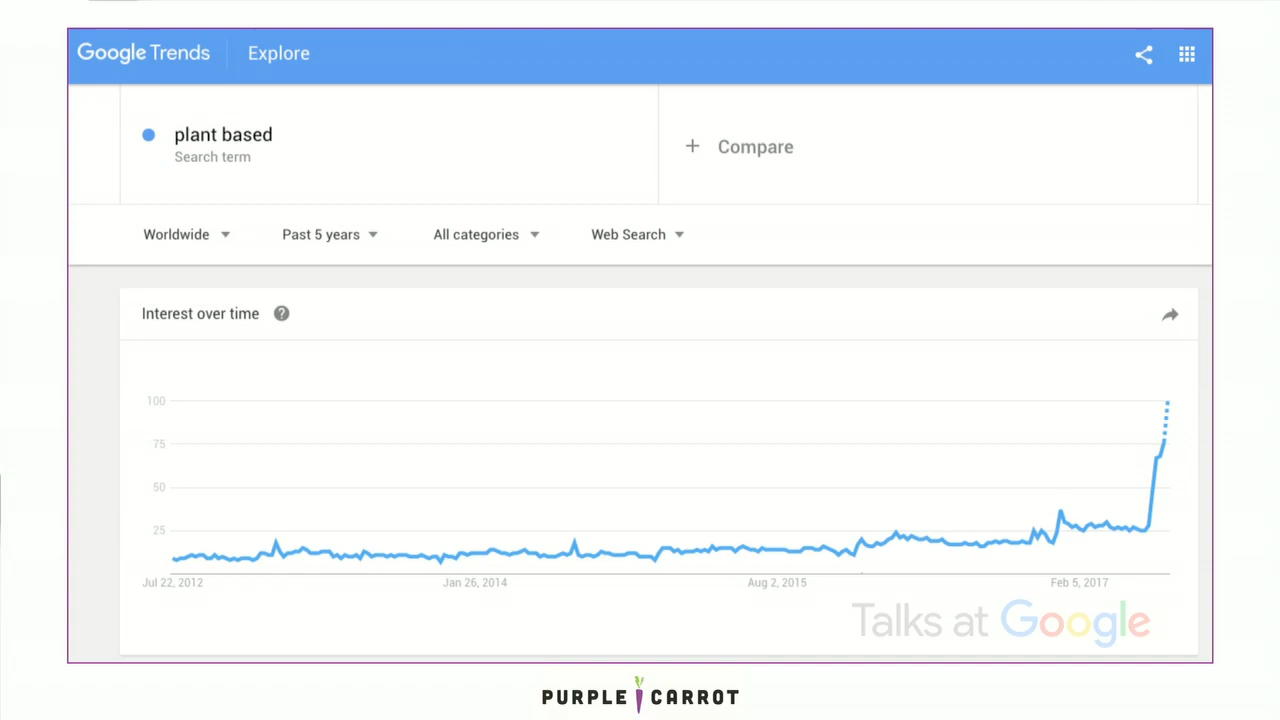 Google Trends Explore
plant based
Search term
+ Compare
Worldwide Past 5 years All categories Web Search
Interest over time ?
100
75
50
25
Jul 22, 2012 Jan 26, 2014 Aug 2, 2015 Feb 5, 2017
Talks at Google
PURPLE CARROT